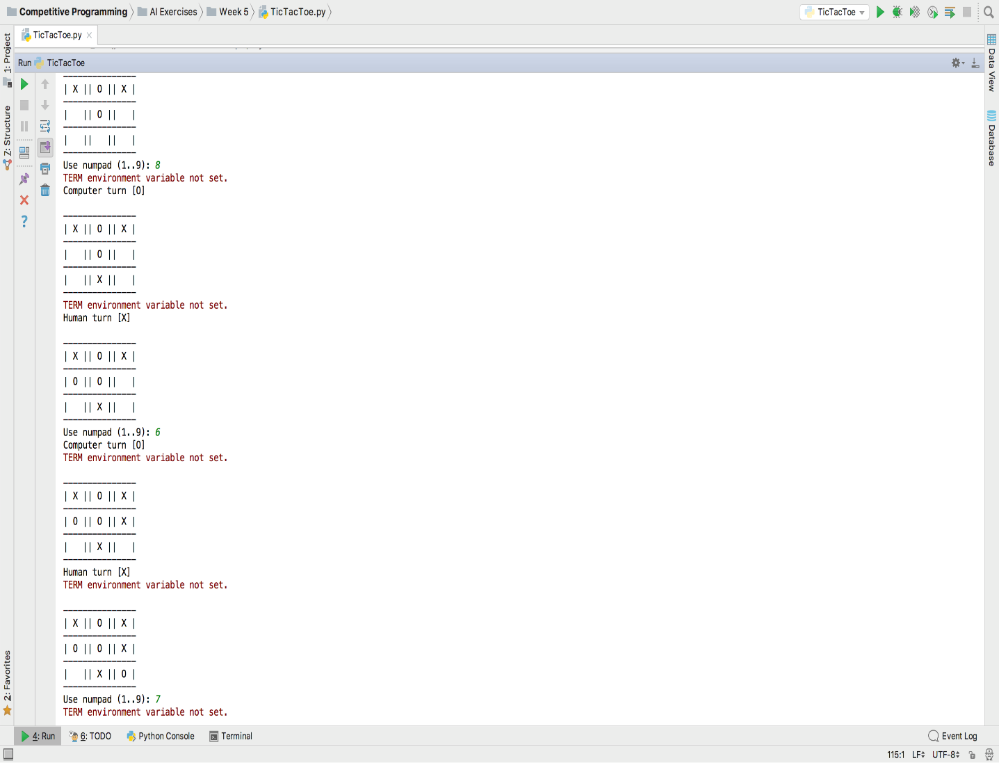 Competitive Programming AI Exercises Week 5 TicTacToe.py TicTacToe
TicTacToe.py
Run TicTacToe
1: Project
Z: Structure
2: Favorites
Data View
Database
---------------
| X || O || X |
---------------
|   || O ||   |
---------------
|   ||   ||   |
---------------
Use numpad (1..9): 8
TERM environment variable not set.
Computer turn [O]
---------------
| X || O || X |
---------------
|   || O ||   |
---------------
|   || X ||   |
---------------
TERM environment variable not set.
Human turn [X]
---------------
| X || O || X |
---------------
| O || O ||   |
---------------
|   || X ||   |
---------------
Use numpad (1..9): 6
Computer turn [O]
TERM environment variable not set.
---------------
| X || O || X |
---------------
| O || O || X |
---------------
|   || X ||   |
---------------
Human turn [X]
TERM environment variable not set.
---------------
| X || O || X |
---------------
| O || O || X |
---------------
|   || X || O |
---------------
Use numpad (1..9): 7
TERM environment variable not set.
4: Run 6: TODO Python Console Terminal Event Log
115:1 LF UTF-8